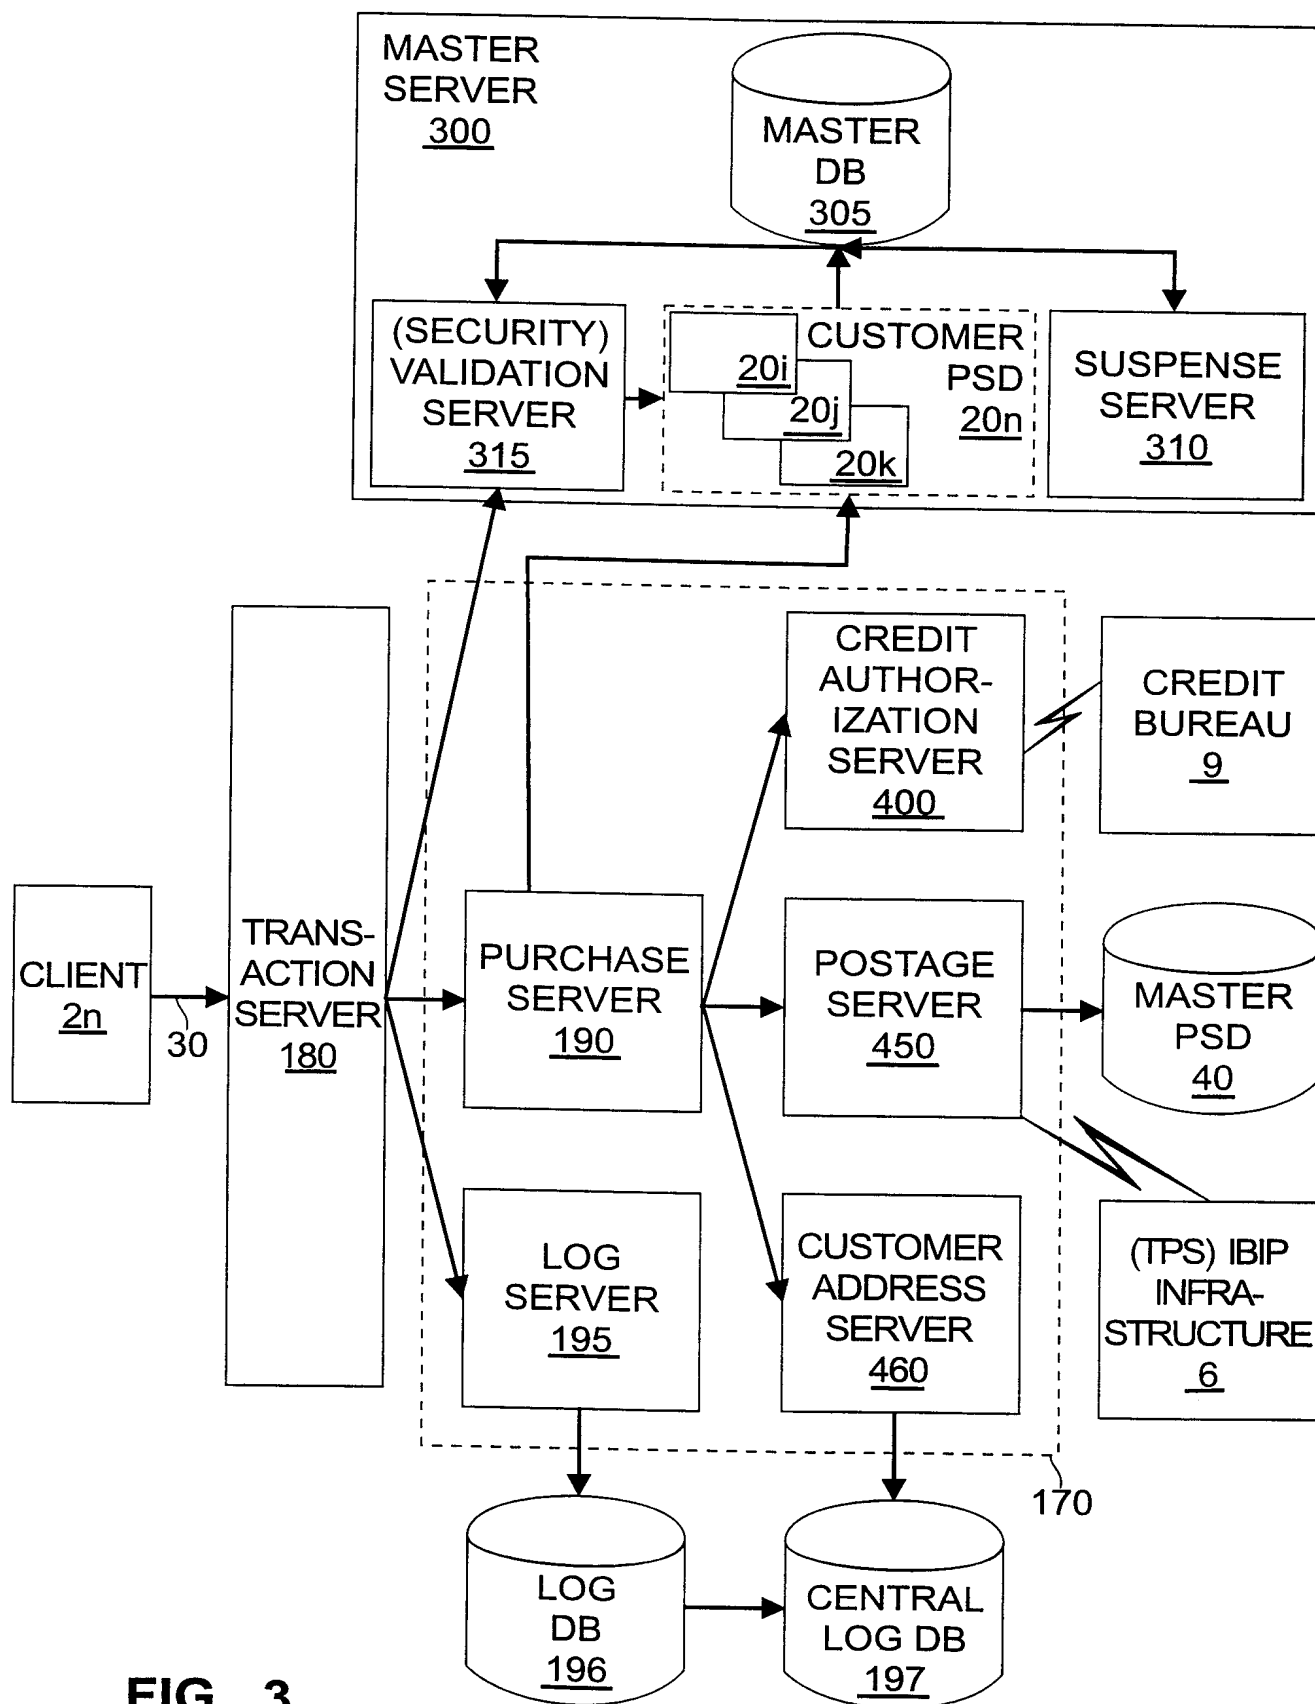 MASTER
SERVER
300
MASTER
DB
305
(SECURITY)
VALIDATION
SERVER
315
20i
20j
20k
CUSTOMER
PSD
20n
SUSPENSE
SERVER
310
CLIENT
2n
30
TRANS-
ACTION
SERVER
180
PURCHASE
SERVER
190
LOG
SERVER
195
CREDIT
AUTHOR-
IZATION
SERVER
400
POSTAGE
SERVER
450
CUSTOMER
ADDRESS
SERVER
460
CREDIT
BUREAU
9
MASTER
PSD
40
(TPS) IBIP
INFRA-
STRUCTURE
6
170
LOG
DB
196
CENTRAL
LOG DB
197
FIG. 3